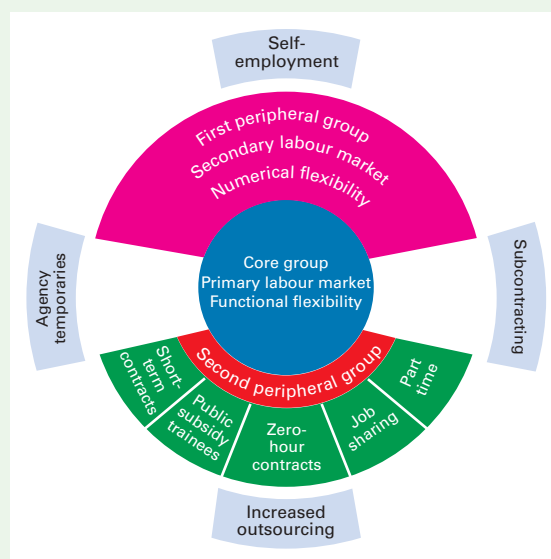 Self-
employment
First peripheral group
Secondary labour market
Numerical flexibility
Agency
temporaries
Core group
Primary labour market
Functional flexibility
Subcontracting
Second peripheral group
Short-
term
contracts
Public
subsidy
trainees
Zero-
hour
contracts
Job
sharing
Part
time
Increased
outsourcing